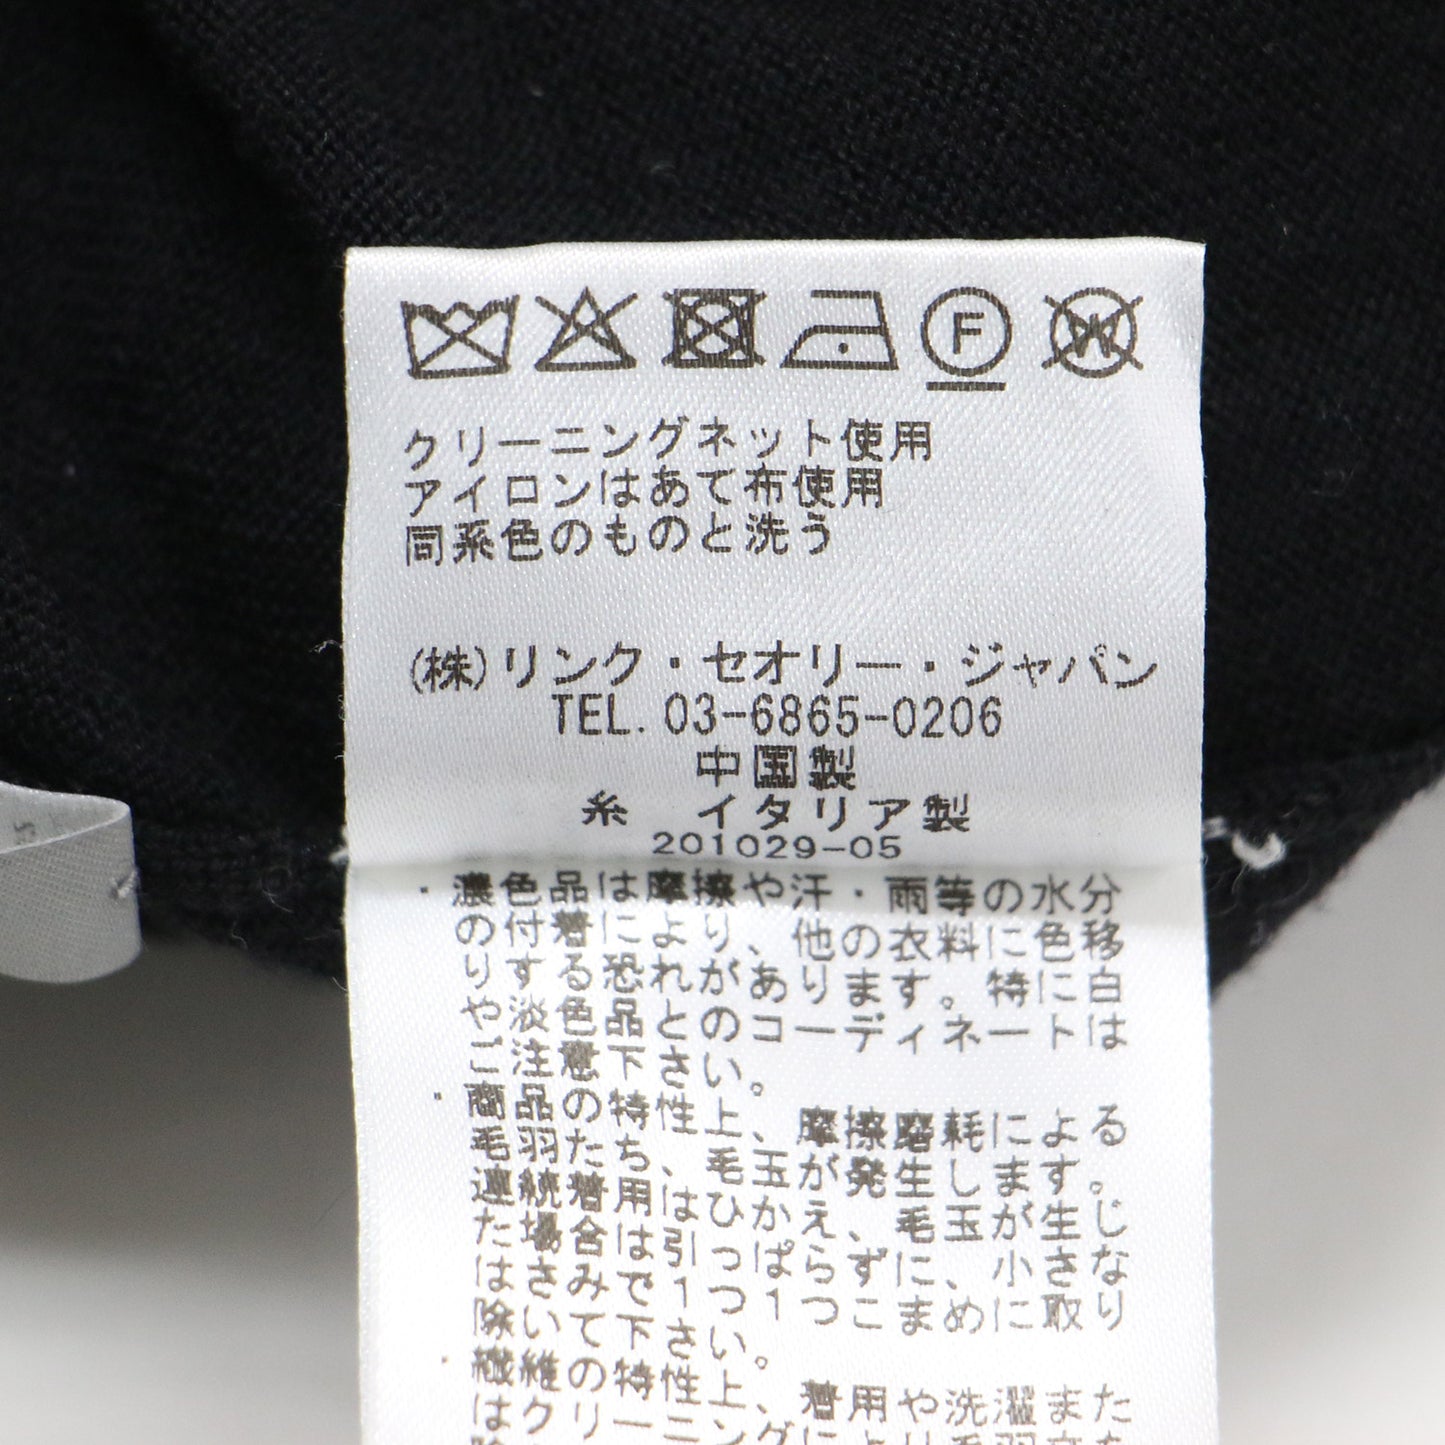 F
W
クリーニングネット使用
アイロンはあて布使用
同系色のものと洗う
(株)リンク・セオリー・ジャパン
TEL.03-6865-0206
中国製
糸 イタリア製
201029-05
・濃色品は摩擦や汗・雨等の水分
の付着により、他の衣料に色移
りする恐れがあります。特に白
や淡色品とのコーディネートは
ご注意下さい。
・商品の特性上、摩擦磨耗による
毛羽たち、毛玉が発生します。
連続着用はひかえ、毛玉が生じ
た場合は引っぱらずに、小さな
はさみで1つ1つこまめに取り
除いて下さい。
・繊維の特性上、着用や洗濯また
はクリーニング